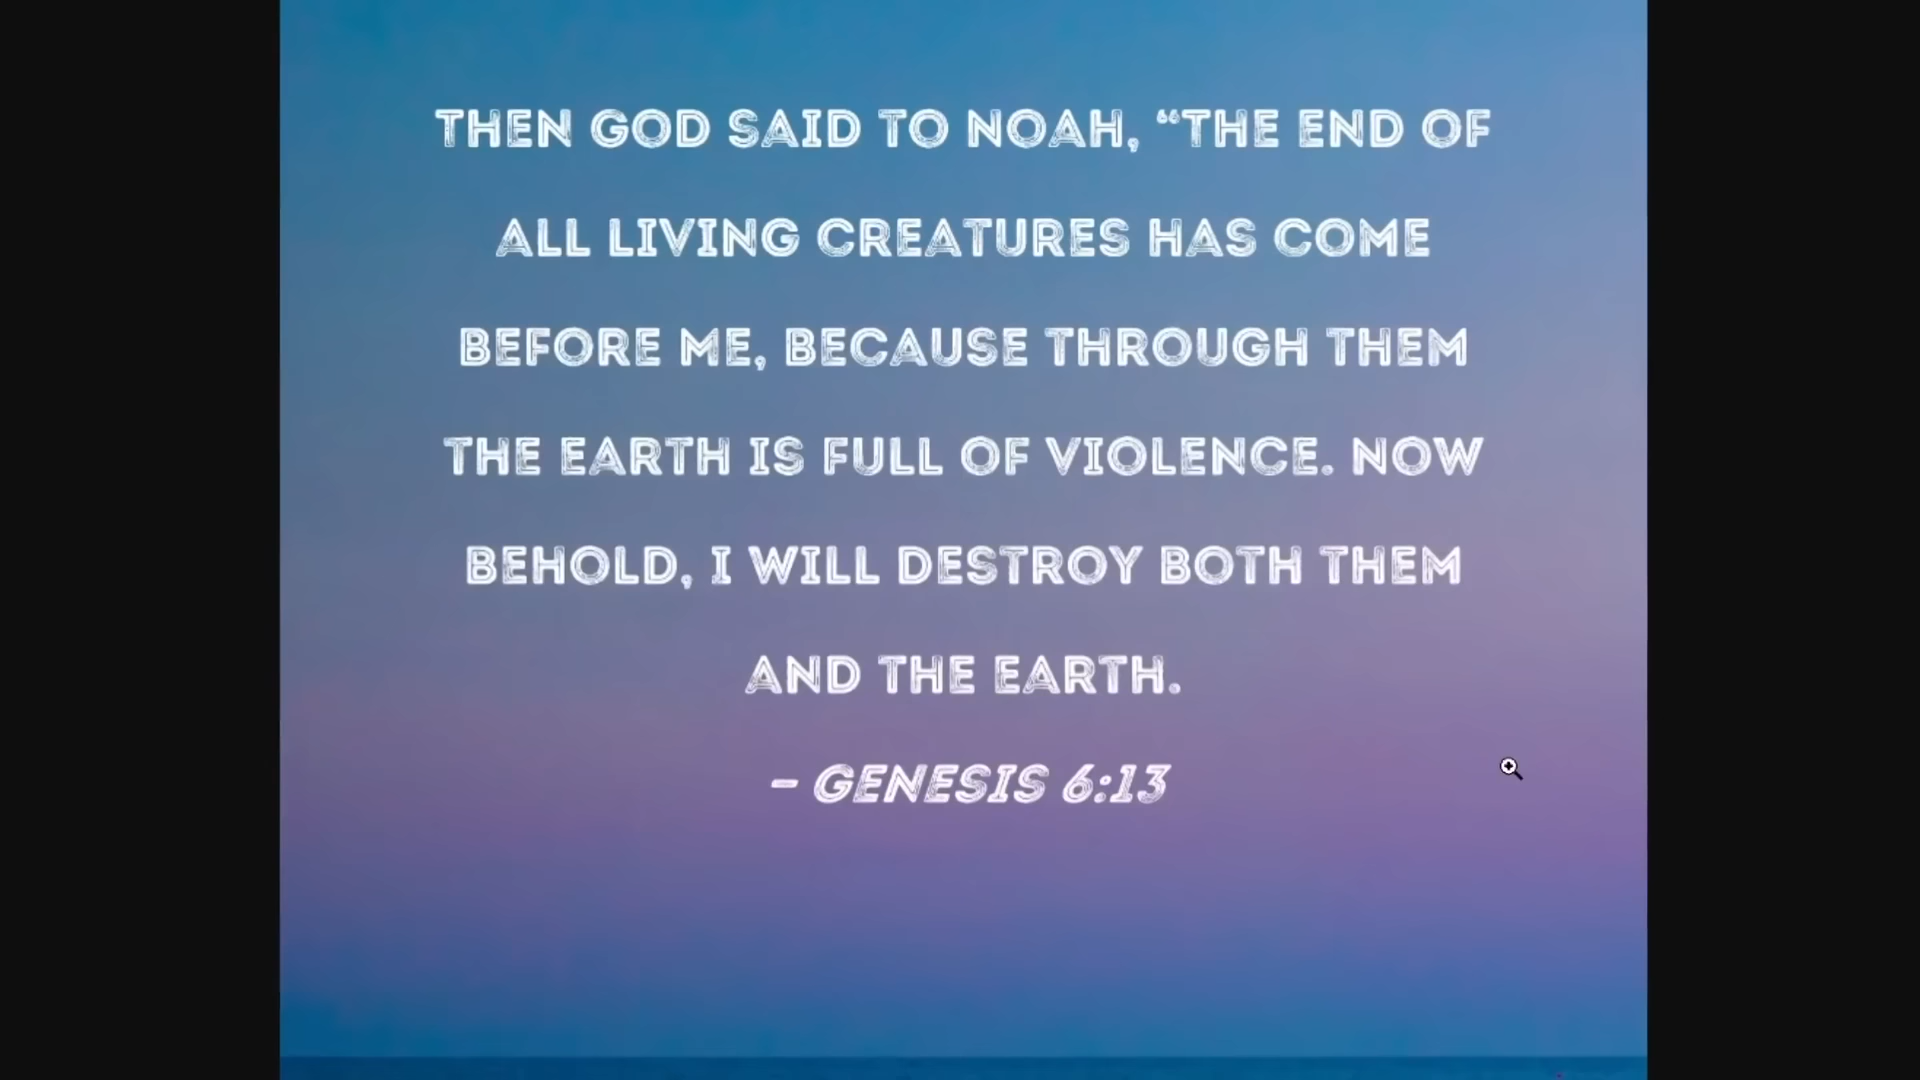 THEN GOD SAID TO NOAH, “THE END OF
ALL LIVING CREATURES HAS COME
BEFORE ME, BECAUSE THROUGH THEM
THE EARTH IS FULL OF VIOLENCE. NOW
BEHOLD, I WILL DESTROY BOTH THEM
AND THE EARTH.
– GENESIS 6:13